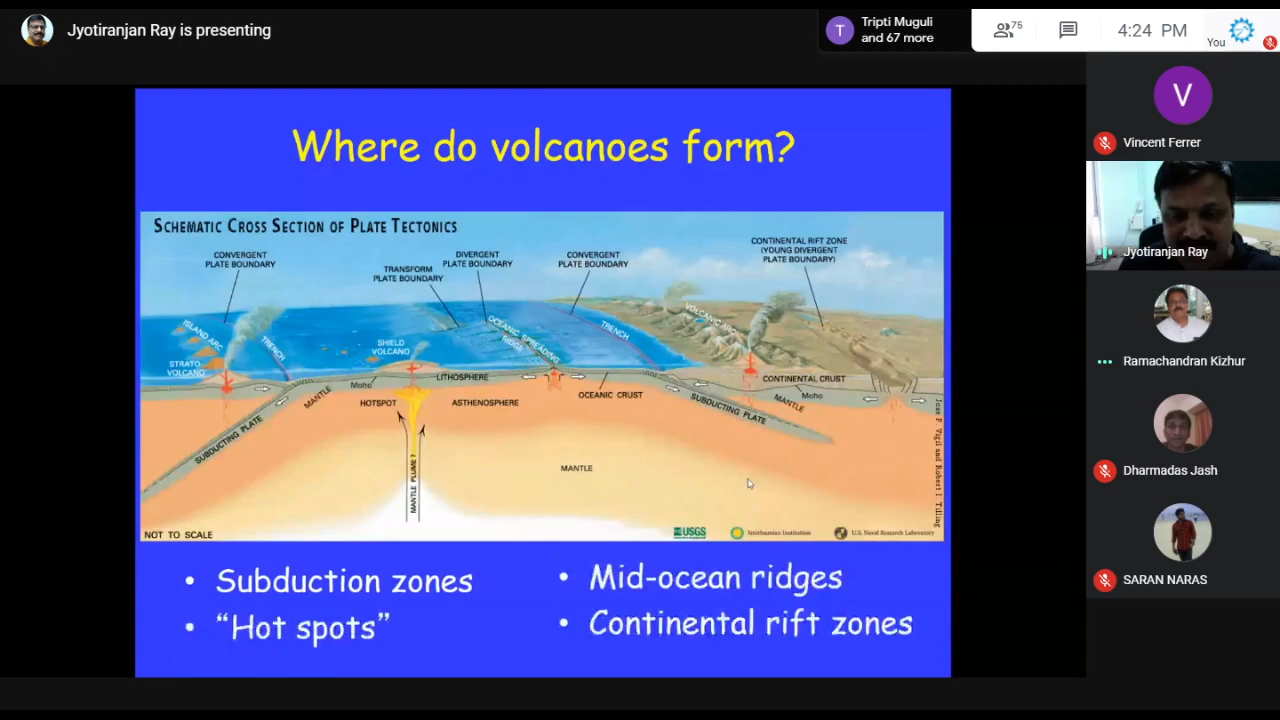 Jyotiranjan Ray is presenting
T
Tripti Muguli
and 67 more
75
4:24 PM
You
Where do volcanoes form?
SCHEMATIC CROSS SECTION OF PLATE TECTONICS
CONVERGENT
PLATE BOUNDARY
TRANSFORM
PLATE BOUNDARY
DIVERGENT
PLATE BOUNDARY
CONVERGENT
PLATE BOUNDARY
CONTINENTAL RIFT ZONE
(YOUNG DIVERGENT
PLATE BOUNDARY)
ISLAND ARC
TRENCH
STRATO
VOLCANO
SHIELD
VOLCANO
OCEANIC SPREADING
RIDGE
TRENCH
VOLCANIC ARC
Moho
LITHOSPHERE
CONTINENTAL CRUST
MANTLE
HOTSPOT
ASTHENOSPHERE
OCEANIC CRUST
Moho
MANTLE
SUBDUCTING PLATE
SUBDUCTING PLATE
MANTLE PLUME?
MANTLE
Jose F. Vigil and Robert I. Tilling
NOT TO SCALE
USGS
Smithsonian Institution
U.S. Naval Research Laboratory
• Subduction zones
• “Hot spots”
• Mid-ocean ridges
• Continental rift zones
V
Vincent Ferrer
Jyotiranjan Ray
Ramachandran Kizhur
Dharmadas Jash
SARAN NARAS